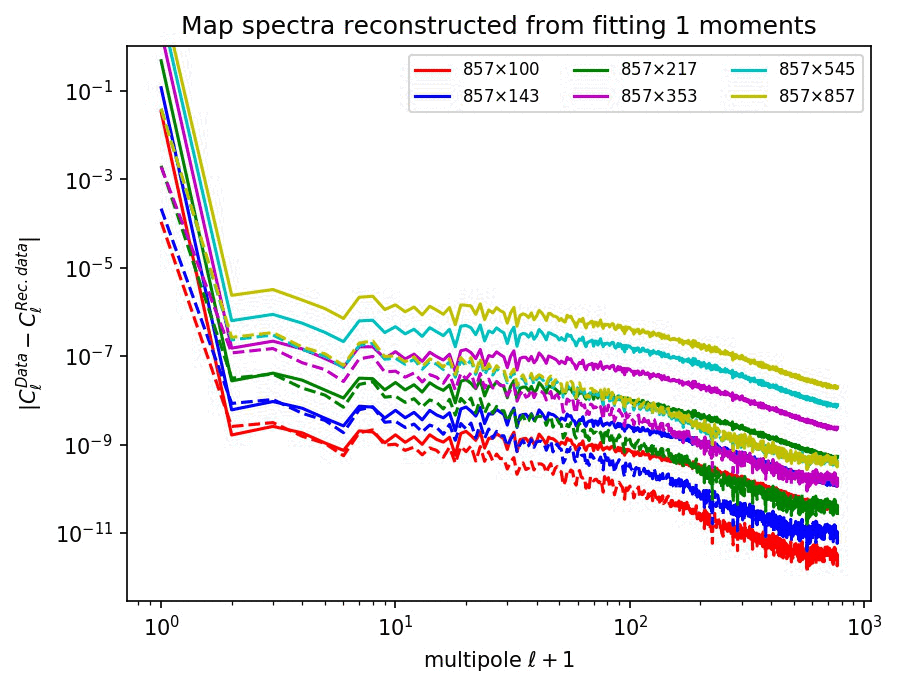 Map spectra reconstructed from fitting 1 moments
857×100 857×217 857×545
857×143 857×353 857×857
|C_ℓ^{Data} − C_ℓ^{Rec. data}|
10^{-1}
10^{-3}
10^{-5}
10^{-7}
10^{-9}
10^{-11}
10^0 10^1 10^2 10^3
multipole ℓ + 1